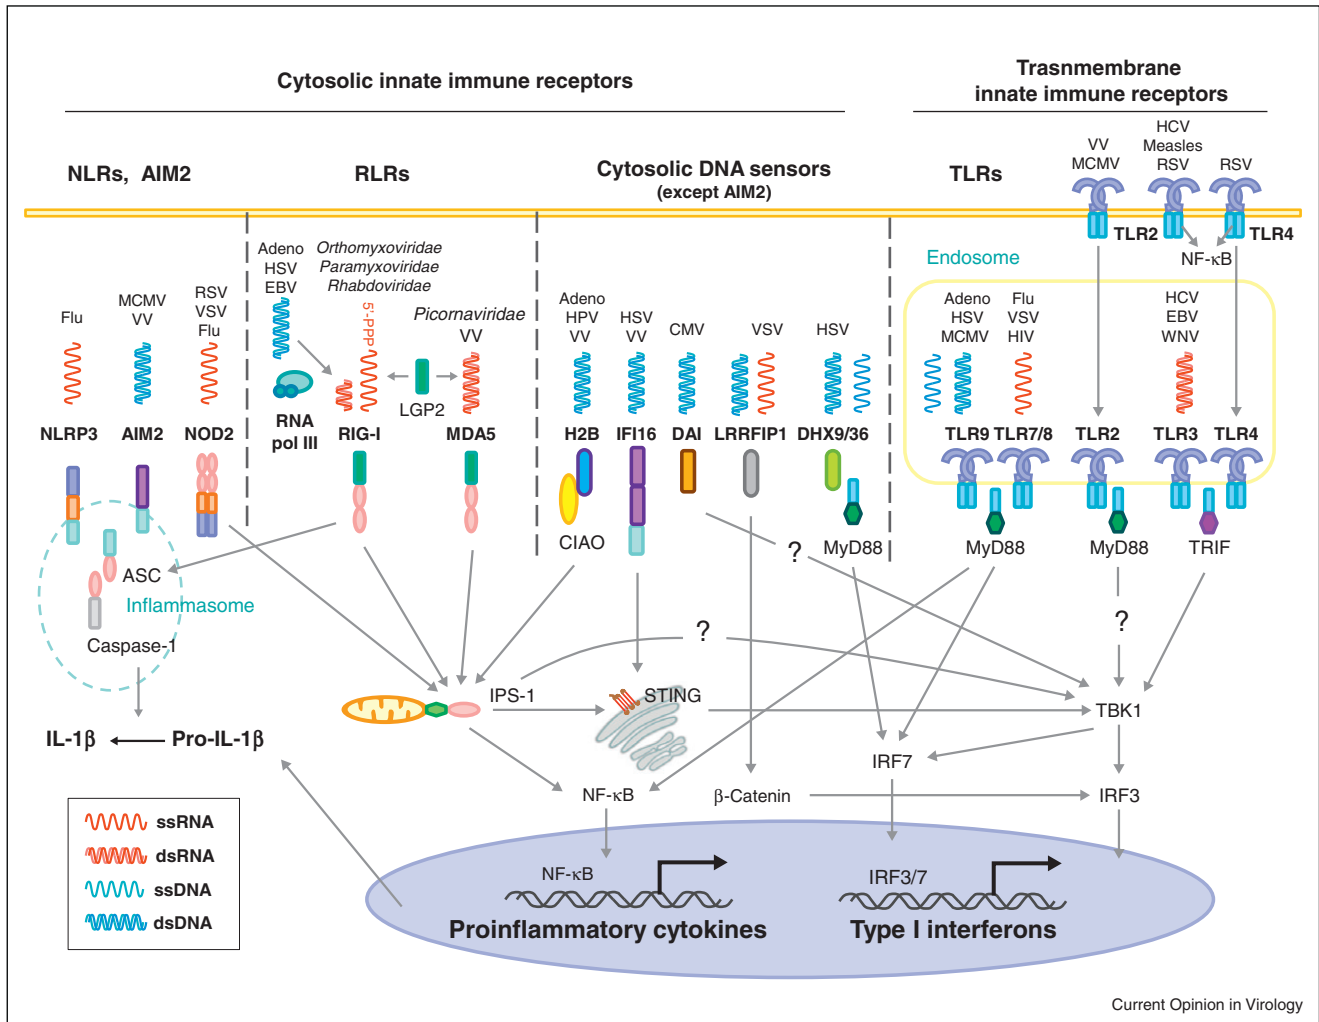 Cytosolic innate immune receptors
Trasnmembrane
innate immune receptors
NLRs, AIM2
RLRs
Cytosolic DNA sensors
(except AIM2)
TLRs
VV
MCMV
HCV
Measles
RSV
RSV
TLR2
TLR4
NF-κB
Endosome
Flu
MCMV
VV
RSV
VSV
Flu
Adeno
HSV
EBV
Orthomyxoviridae
Paramyxoviridae
Rhabdoviridae
5'-PPP
Picornaviridae
VV
LGP2
Adeno
HPV
VV
HSV
VV
CMV
VSV
HSV
Adeno
HSV
MCMV
Flu
VSV
HIV
HCV
EBV
WNV
NLRP3
AIM2
NOD2
RNA
pol III
RIG-I
MDA5
H2B
IFI16
DAI
LRRFIP1
DHX9/36
TLR9
TLR7/8
TLR2
TLR3
TLR4
CIAO
MyD88
MyD88
MyD88
TRIF
?
ASC
Inflammasome
Caspase-1
?
?
IPS-1
STING
TBK1
IL-1β
Pro-IL-1β
IRF7
NF-κB
β-Catenin
IRF3
ssRNA
dsRNA
ssDNA
dsDNA
NF-κB
IRF3/7
Proinflammatory cytokines
Type I interferons
Current Opinion in Virology